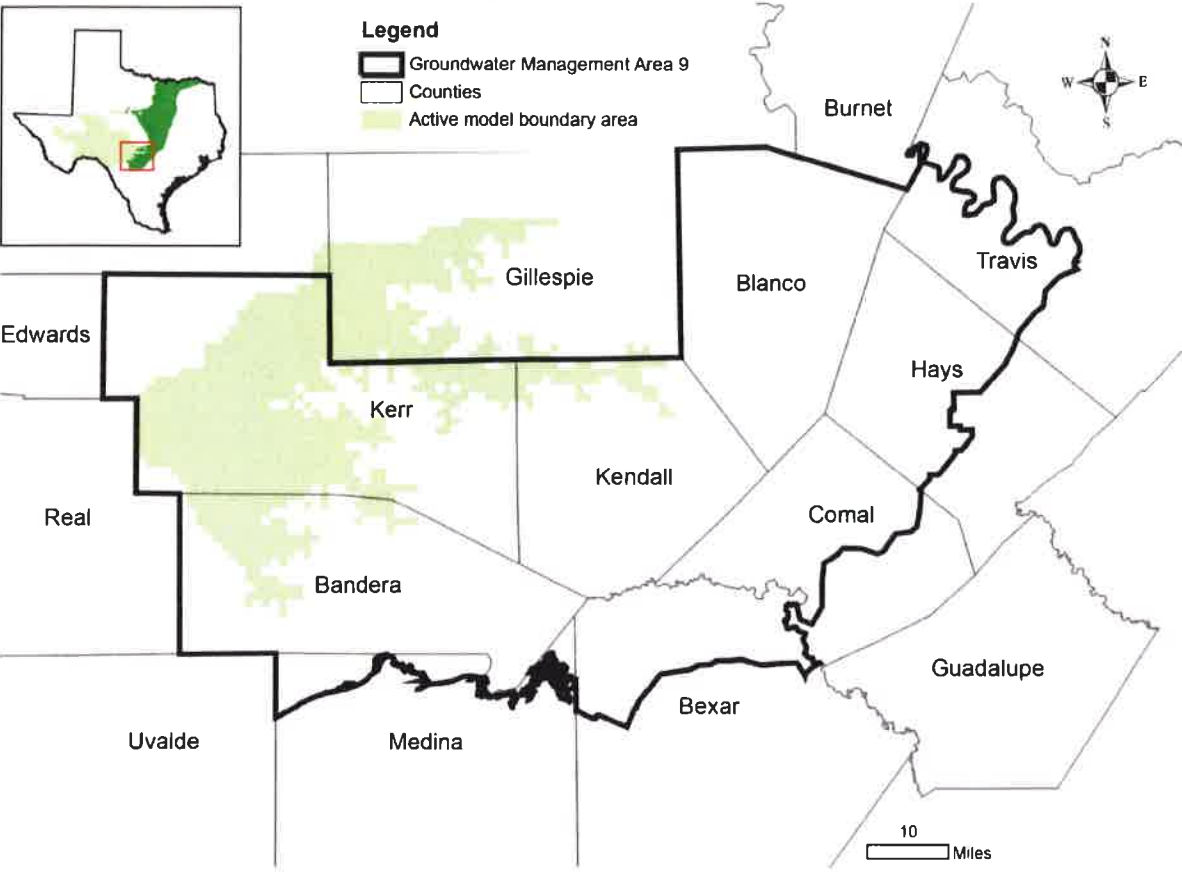 Legend
Groundwater Management Area 9
Counties
Active model boundary area
N
W E
S
Burnet
Travis
Gillespie
Blanco
Edwards
Hays
Kerr
Kendall
Real
Comal
Bandera
Guadalupe
Bexar
Uvalde
Medina
10
Miles